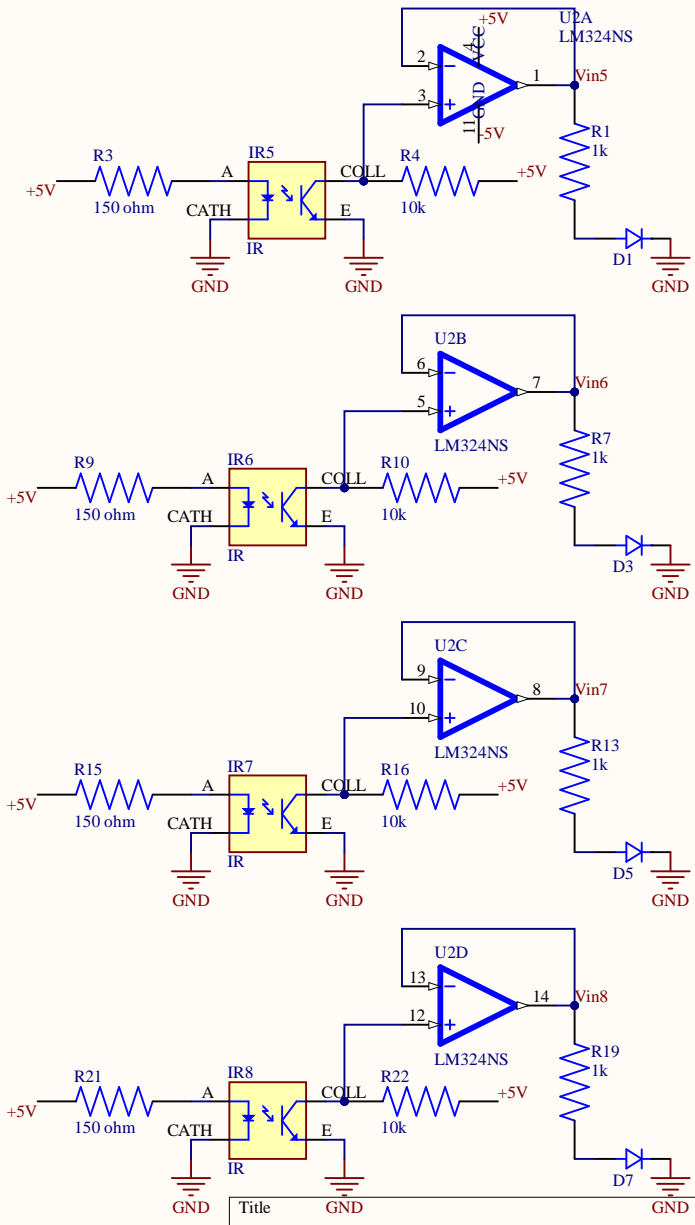 U2A
LM324NS
+5V
4
VCC
2
3
1
Vin5
GND
11
-5V
R1
1k
R3
+5V
150 ohm
IR5
A
CATH
COLL
E
IR
R4
10k
+5V
GND
GND
D1
GND
U2B
6
5
7
Vin6
LM324NS
R7
1k
R9
+5V
150 ohm
IR6
A
CATH
COLL
E
IR
R10
10k
+5V
GND
GND
D3
GND
U2C
9
10
8
Vin7
LM324NS
R13
1k
R15
+5V
150 ohm
IR7
A
CATH
COLL
E
IR
R16
10k
+5V
GND
GND
D5
GND
U2D
13
12
14
Vin8
LM324NS
R19
1k
R21
+5V
150 ohm
IR8
A
CATH
COLL
E
IR
R22
10k
+5V
GND
GND
D7
GND
Title